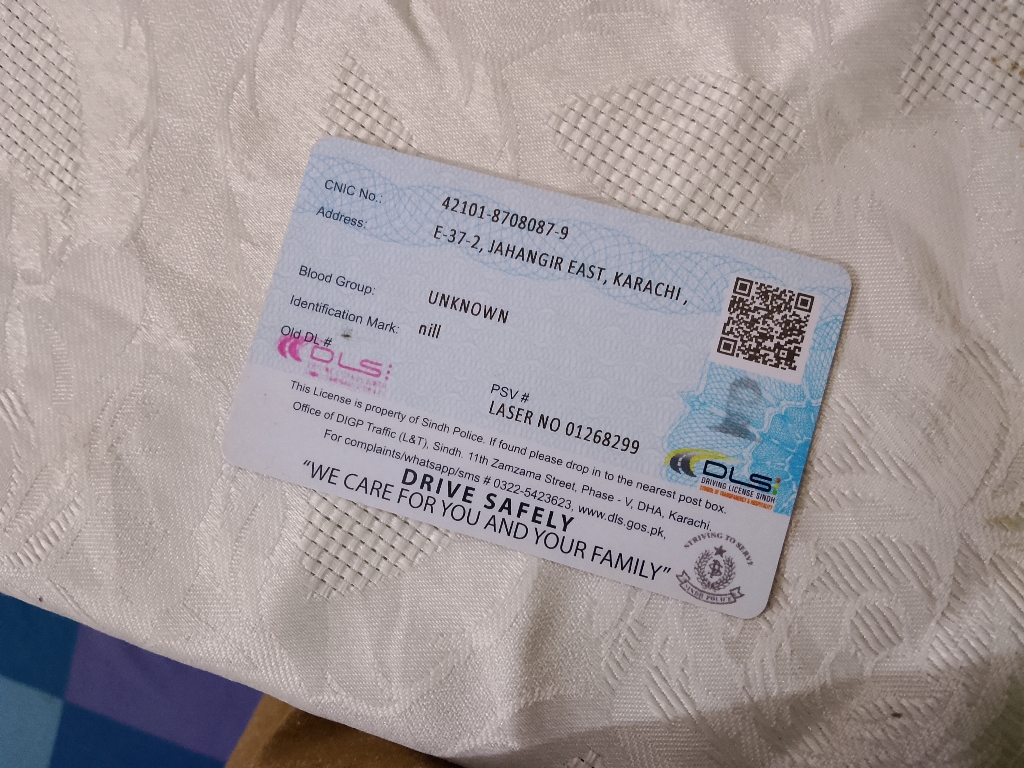 CNIC No.: 42101-8708087-9
Address: E-37-2, JAHANGIR EAST, KARACHI ,
Blood Group: UNKNOWN
Identification Mark: nill
Old DL #
DLS
PSV #
LASER NO 01268299
This License is property of Sindh Police. If found please drop in to the nearest post box.
Office of DIGP Traffic (L&T), Sindh. 11th Zamzama Street, Phase - V, DHA, Karachi,
For complaints/whatsapp/sms # 0322-5423623, www.dls.gos.pk,
DRIVE SAFELY
"WE CARE FOR YOU AND YOUR FAMILY"
DLS
DRIVING LICENSE SINDH
STRIVING TO SERVE
SINDH POLICE